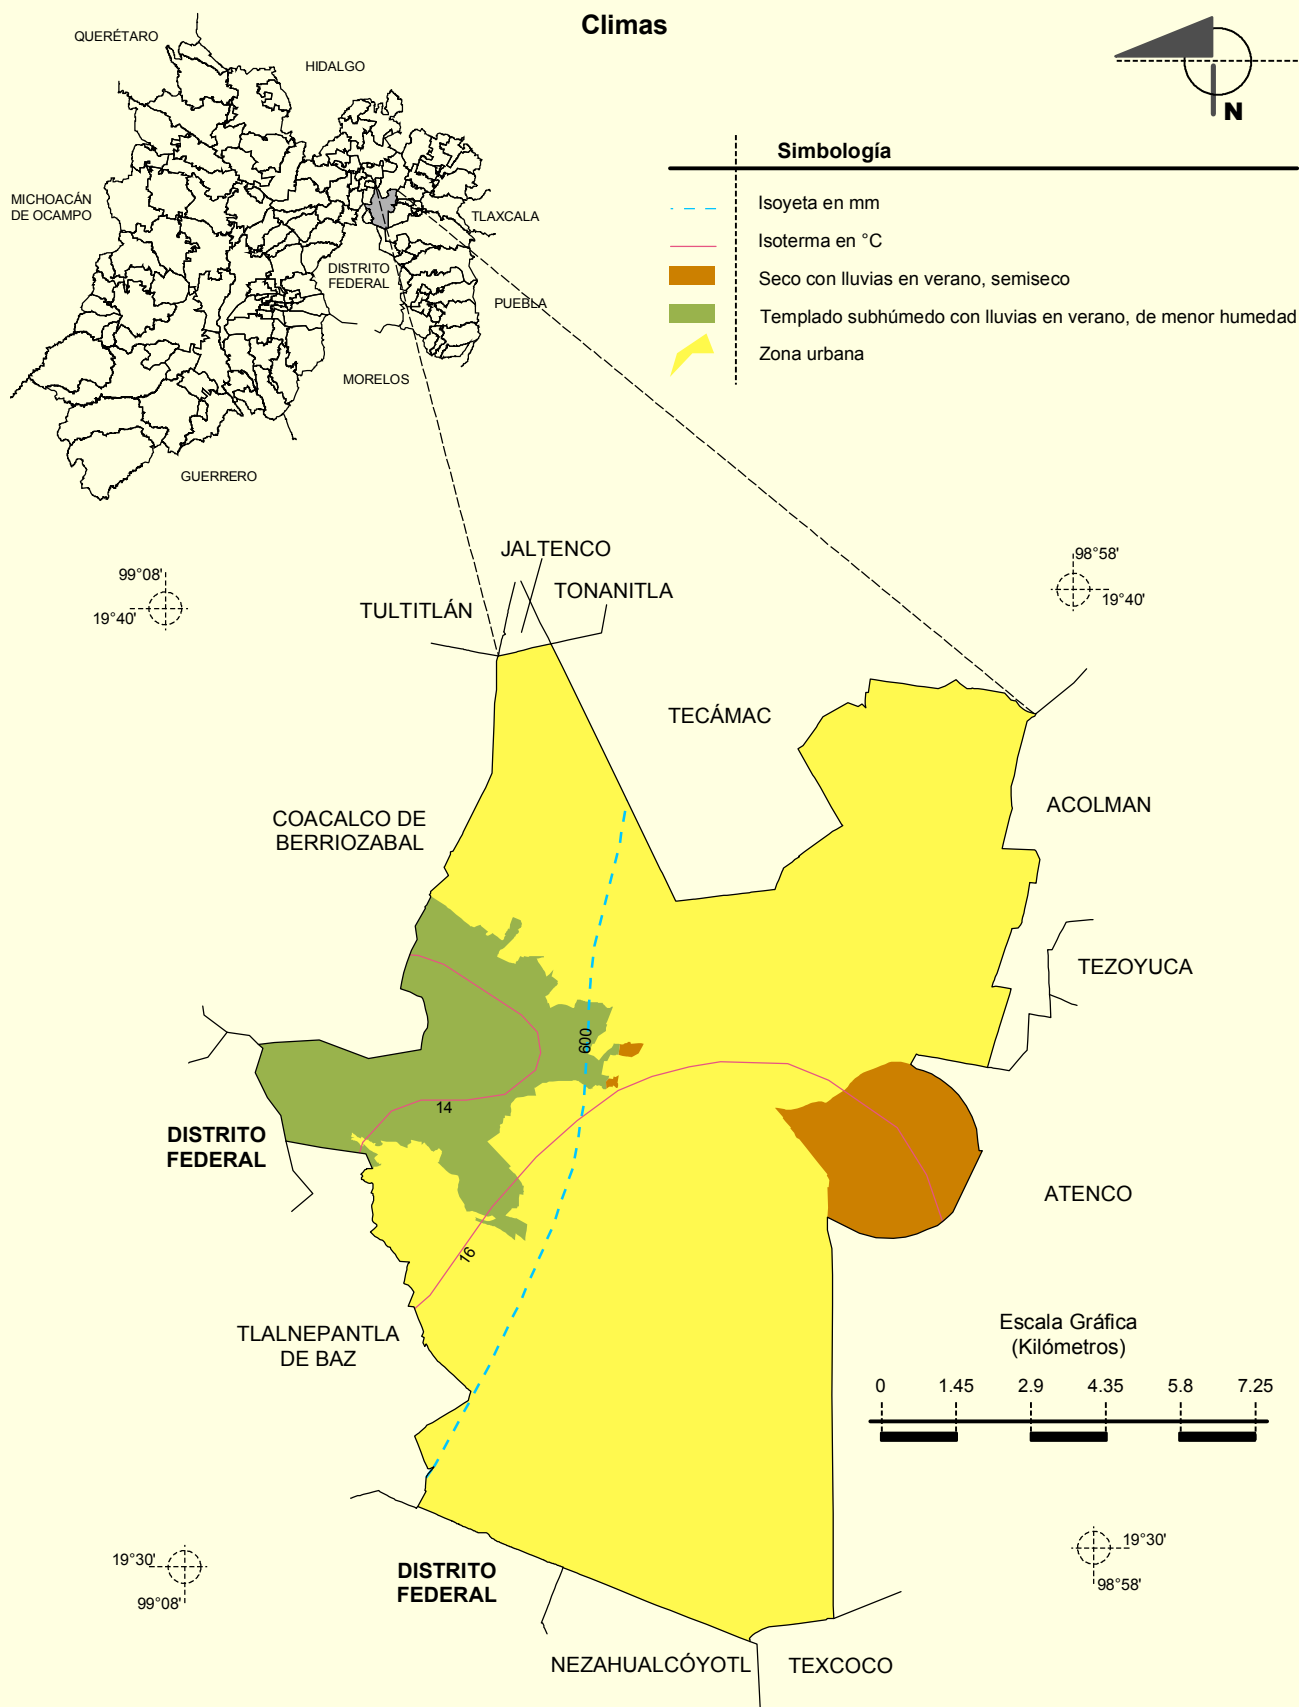 Climas
QUERÉTARO
HIDALGO
MICHOACÁN
DE OCAMPO
TLAXCALA
DISTRITO
FEDERAL
PUEBLA
MORELOS
GUERRERO
N
Simbología
Isoyeta en mm
Isoterma en °C
Seco con lluvias en verano, semiseco
Templado subhúmedo con lluvias en verano, de menor humedad
Zona urbana
99°08'
19°40'
98°58'
19°40'
JALTENCO
TONANITLA
TULTITLÁN
TECÁMAC
COACALCO DE
BERRIOZABAL
ACOLMAN
TEZOYUCA
600
14
DISTRITO
FEDERAL
ATENCO
16
TLALNEPANTLA
DE BAZ
Escala Gráfica
(Kilómetros)
0 1.45 2.9 4.35 5.8 7.25
19°30'
99°08'
19°30'
98°58'
DISTRITO
FEDERAL
NEZAHUALCÓYOTL
TEXCOCO